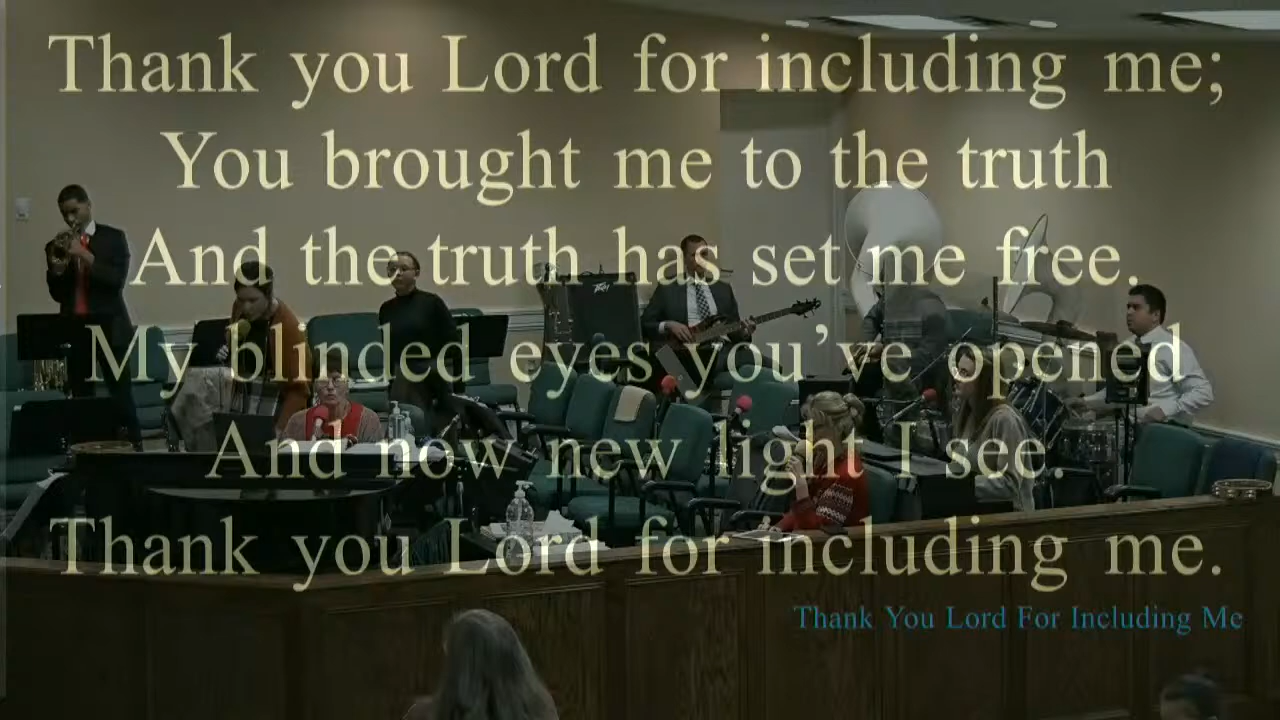 Thank you Lord for including me;
You brought me to the truth
And the truth has set me free.
My blinded eyes you've opened
And now new light I see.
Thank you Lord for including me.
Thank You Lord For Including Me
PEAVEY